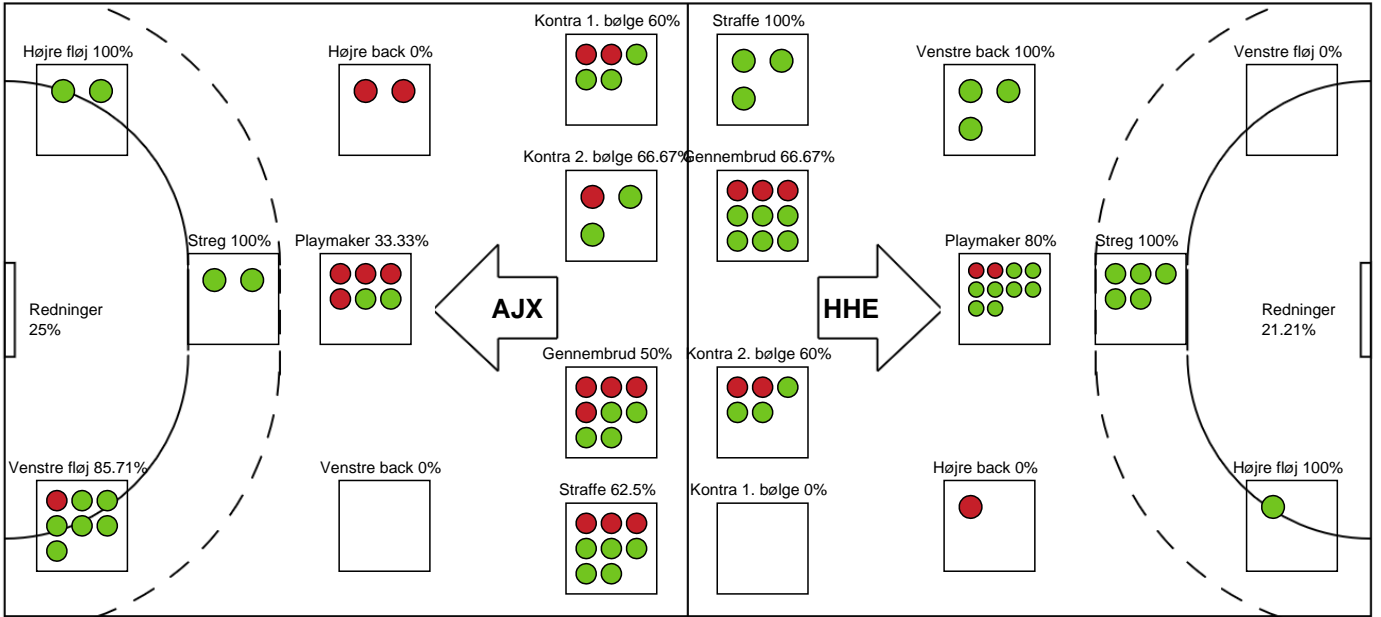 Kontra 1. bølge 60%
Straffe 100%
Højre fløj 100%
Højre back 0%
Venstre back 100%
Venstre fløj 0%
Kontra 2. bølge 66.67%
Gennembrud 66.67%
Streg 100%
Playmaker 33.33%
Playmaker 80%
Streg 100%
Redninger
25%
AJX
HHE
Redninger
21.21%
Gennembrud 50%
Kontra 2. bølge 60%
Venstre fløj 85.71%
Venstre back 0%
Højre back 0%
Højre fløj 100%
Straffe 62.5%
Kontra 1. bølge 0%